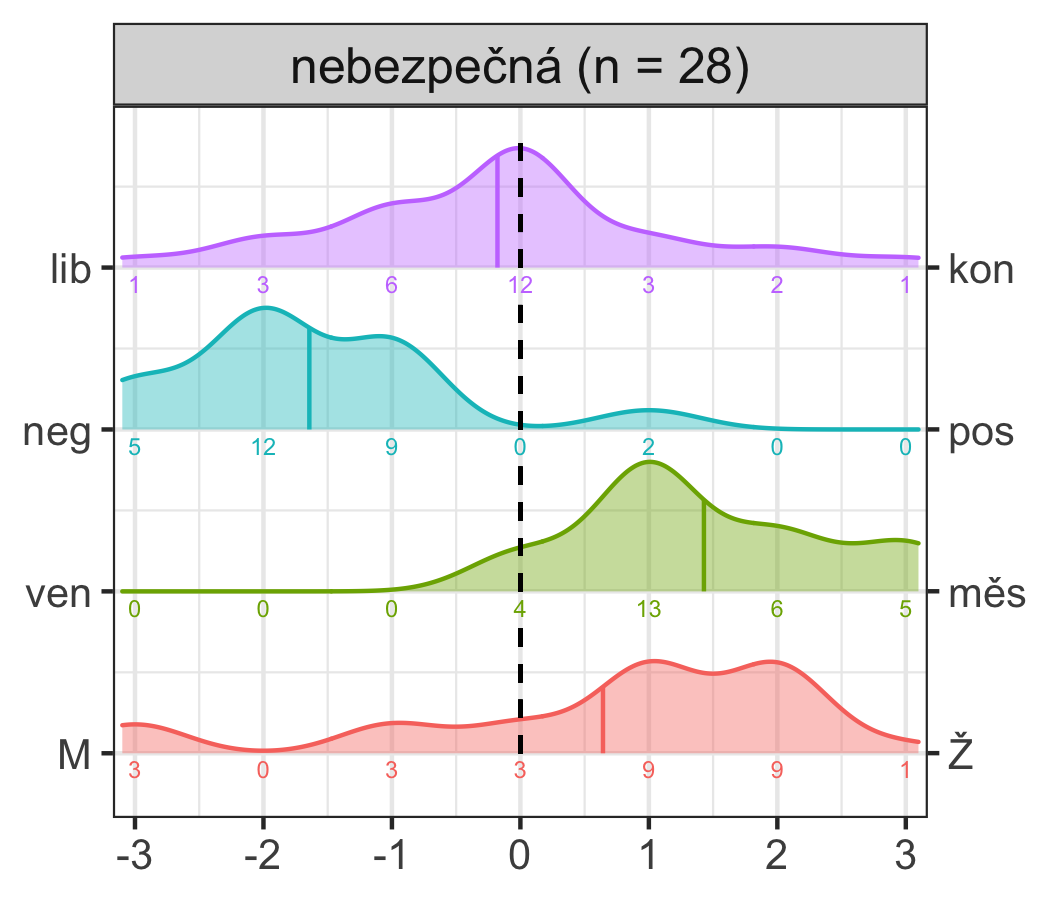 nebezpečná (n = 28)
lib kon
1 3 6 12 3 2 1
neg pos
5 12 9 0 2 0 0
ven měs
0 0 0 4 13 6 5
M Ž
3 0 3 3 9 9 1
-3 -2 -1 0 1 2 3